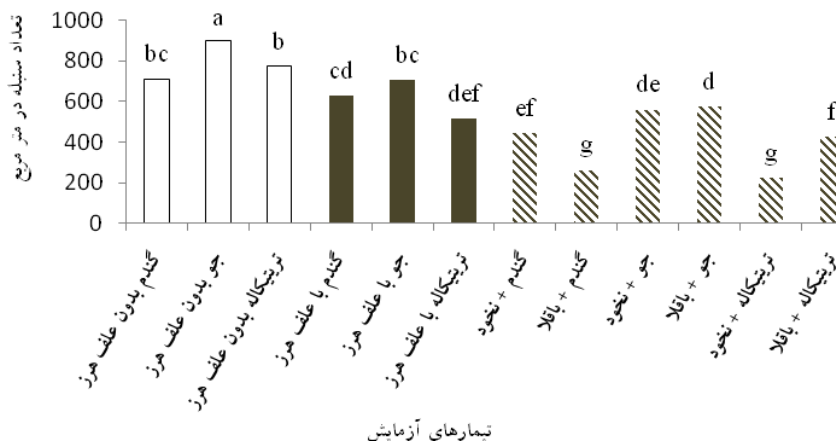 تعداد سنبله در متر مربع
1000
800
600
400
200
0
bc
a
b
cd
bc
def
ef
g
de
d
g
f
گندم بدون علف هرز
جو بدون علف هرز
تریتیکاله بدون علف هرز
گندم با علف هرز
جو با علف هرز
تریتیکاله با علف هرز
گندم + نخود
گندم + باقلا
جو + نخود
جو + باقلا
تریتیکاله + نخود
تریتیکاله + باقلا
تیمارهای آزمایش